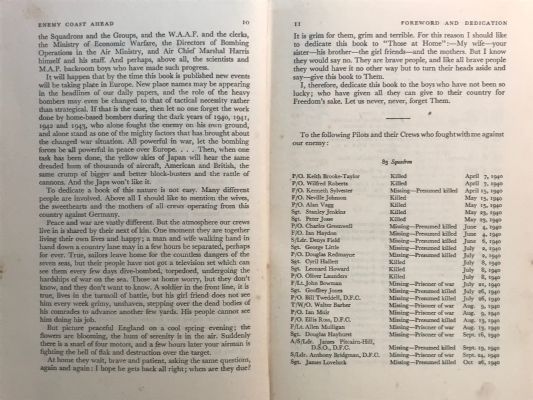 ENEMY COAST AHEAD 10
the Squadrons and the Groups, and the W.A.A.F. and the clerks,
the Ministry of Economic Warfare, the Directors of Bombing
Operations in the Air Ministry, and Air Chief Marshal Harris
himself and his staff. And perhaps, above all, the scientists and
M.A.P. backroom boys who have made such progress.
It will happen that by the time this book is published new events
will be taking place in Europe. New place names may be appearing
in the headlines of our daily papers, and the role of the heavy
bombers may even be changed to that of tactical necessity rather
than strategical. If that is the case, then let no one forget the work
done by home-based bombers during the dark years of 1940, 1941,
1942 and 1943, who alone fought the enemy on his own ground,
and alone stand as one of the mighty factors that has brought about
the changed war situation. All powerful in war, let the bombing
forces be all powerful in peace over Europe. . . . Then, when one
task has been done, the yellow skies of Japan will hear the same
dreaded hum of thousands of aircraft, American and British, the
same crump of bigger and better block-busters and the rattle of
cannons. And the Japs won't like it.
To dedicate a book of this nature is not easy. Many different
people are involved. Above all I should like to mention the wives,
the sweethearts and the mothers of all crews operating from this
country against Germany.
Peace and war are vastly different. But the atmosphere our crews
live in is shared by their next of kin. One moment they are together
living their own lives and happy; a man and wife walking hand in
hand down a country lane may in a few hours be separated, perhaps
for ever. True, sailors leave home for the countless dangers of the
seven seas, but their people have not got a television set which can
see them every few days dive-bombed, torpedoed, undergoing the
hardships of war on the sea. Those at home worry, but they don't
know, and they don't want to know. A soldier in the front line, it is
true, lives in the turmoil of battle, but his girl friend does not see
him every week grimy, unshaven, stepping over the dead bodies of
his comrades to advance another few yards. His people cannot see
him doing his job.
But picture peaceful England on a cool spring evening; the
flowers are blooming, the hum of serenity is in the air. Suddenly
there is a snarl of four motors, and a few hours later your airman is
fighting the bell of flak and destruction over the target.
At home they wait, brave and patient, asking the same questions,
again and again: I hope he gets back all right; when are they due?
11 FOREWORD AND DEDICATION
It is grim for them, grim and terrible. For this reason I should like
to dedicate this book to "Those at Home":—My wife—your
sister—his brother—the girl friends—and the mothers. But I know
they would say no. They are brave people, and like all brave people
they would have it no other way but to turn their heads aside and
say—give this book to Them.
I, therefore, dedicate this book to the boys who have not been so
lucky; who have given all they can give to their country for
Freedom's sake. Let us never, never, forget Them.
To the following Pilots and their Crews who fought with me against
our enemy:
83 Squadron
P/O. Keith Brooke-Taylor Killed April 7, 1940
P/O. Wilfred Roberts Killed April 7, 1940
P/O. Kenneth Sylvester Missing—Presumed killed April 15, 1940
P/O. Neville Johnson Killed May 15, 1940
P/O. Alan Vagg Killed May 15, 1940
Sgt. Stanley Jenkins Killed May 23, 1940
Sgt. Peter Josse Killed May 23, 1940
P/O. Charles Greenwell Missing—Presumed killed June 4, 1940
P/O. Ian Haydon Missing—Presumed killed June 4, 1940
S/Ldr. Denys Field Missing—Presumed killed June 1, 1940
Sgt. George Little Missing—Presumed killed July 2, 1940
P/O. Douglas Redmayne Missing—Presumed killed July 2, 1940
Sgt. Cyril Hallett Killed July 8, 1940
Sgt. Leonard Howard Killed July 8, 1940
P/O. Oliver Launders Killed July 8, 1940
F/Lt. John Bowman Missing—Prisoner of war July 21, 1940
Sgt. Geoffrey Jones Missing—Presumed killed July 26, 1940
P/O. Bill Tweddell, D.F.C. Missing—Presumed killed July 26, 1940
T/W/O. Walter Barber Missing—Prisoner of war Aug. 9, 1940
P/O. Ian Muir Missing—Presumed killed Aug. 9, 1940
P/O. Ellis Ross, D.F.C. Missing—Presumed killed Aug. 13, 1940
F/Lt. Allen Mulligan Missing—Prisoner of war Aug. 13, 1940
Sgt. Douglas Hayhurst Missing—Prisoner of war Sept. 16, 1940
A/S/Ldr. James Pitcairn-Hill,
D.S.O., D.F.C. Missing—Presumed killed Sept. 19, 1940
S/Ldr. Anthony Bridgman, D.F.C. Missing—Prisoner of war Sept. 24, 1940
Sgt. James Loveluck Missing—Presumed killed Oct. 26, 1940